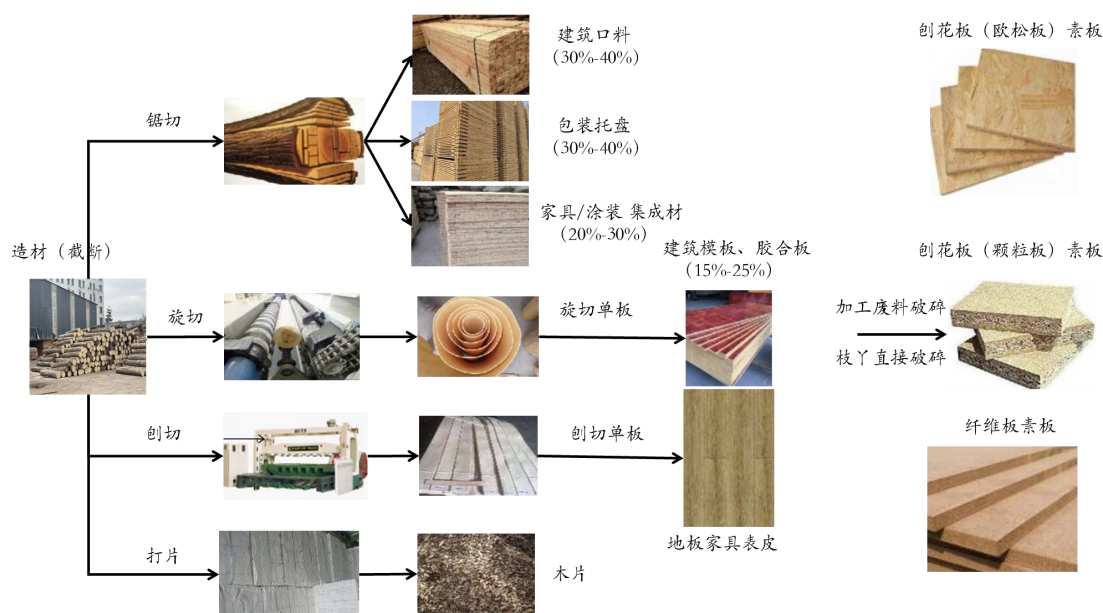 建筑口料
(30%-40%)
刨花板（欧松板）素板
锯切
包装托盘
(30%-40%)
家具/涂装 集成材
(20%-30%)
造材（截断）
建筑模板、胶合板
(15%-25%)
刨花板（颗粒板）素板
旋切
旋切单板
加工废料破碎
枝丫直接破碎
刨切
刨切单板
纤维板素板
地板家具表皮
打片
木片